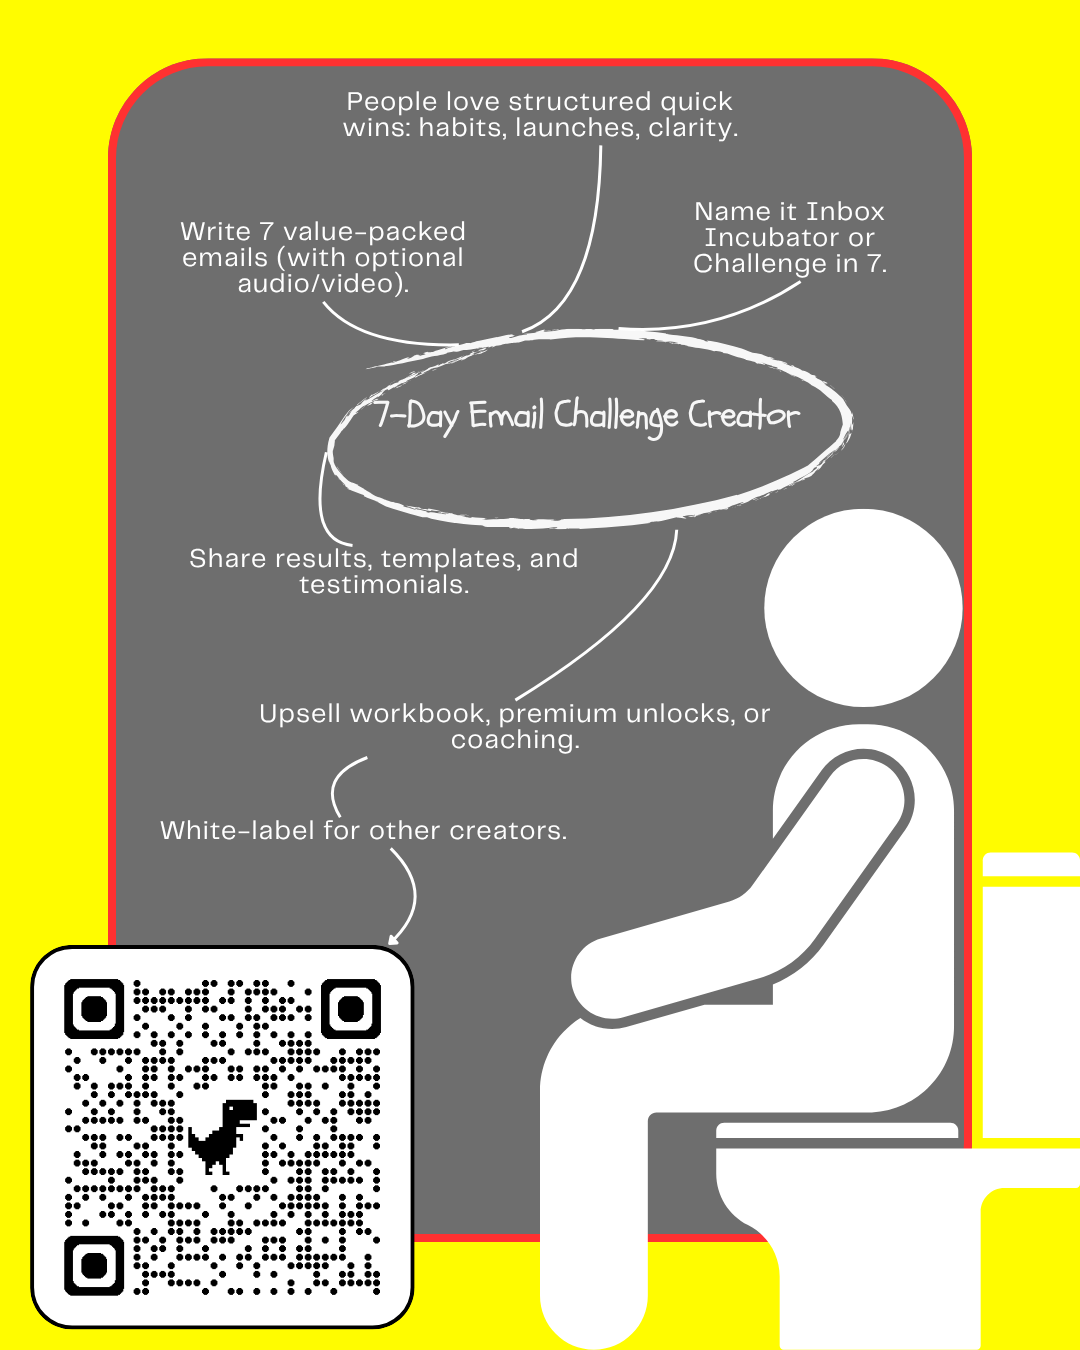 People love structured quick
wins: habits, launches, clarity.
Name it Inbox
Incubator or
Challenge in 7.
Write 7 value-packed
emails (with optional
audio/video).
7-Day Email Challenge Creator
Share results, templates, and
testimonials.
Upsell workbook, premium unlocks, or
coaching.
White-label for other creators.